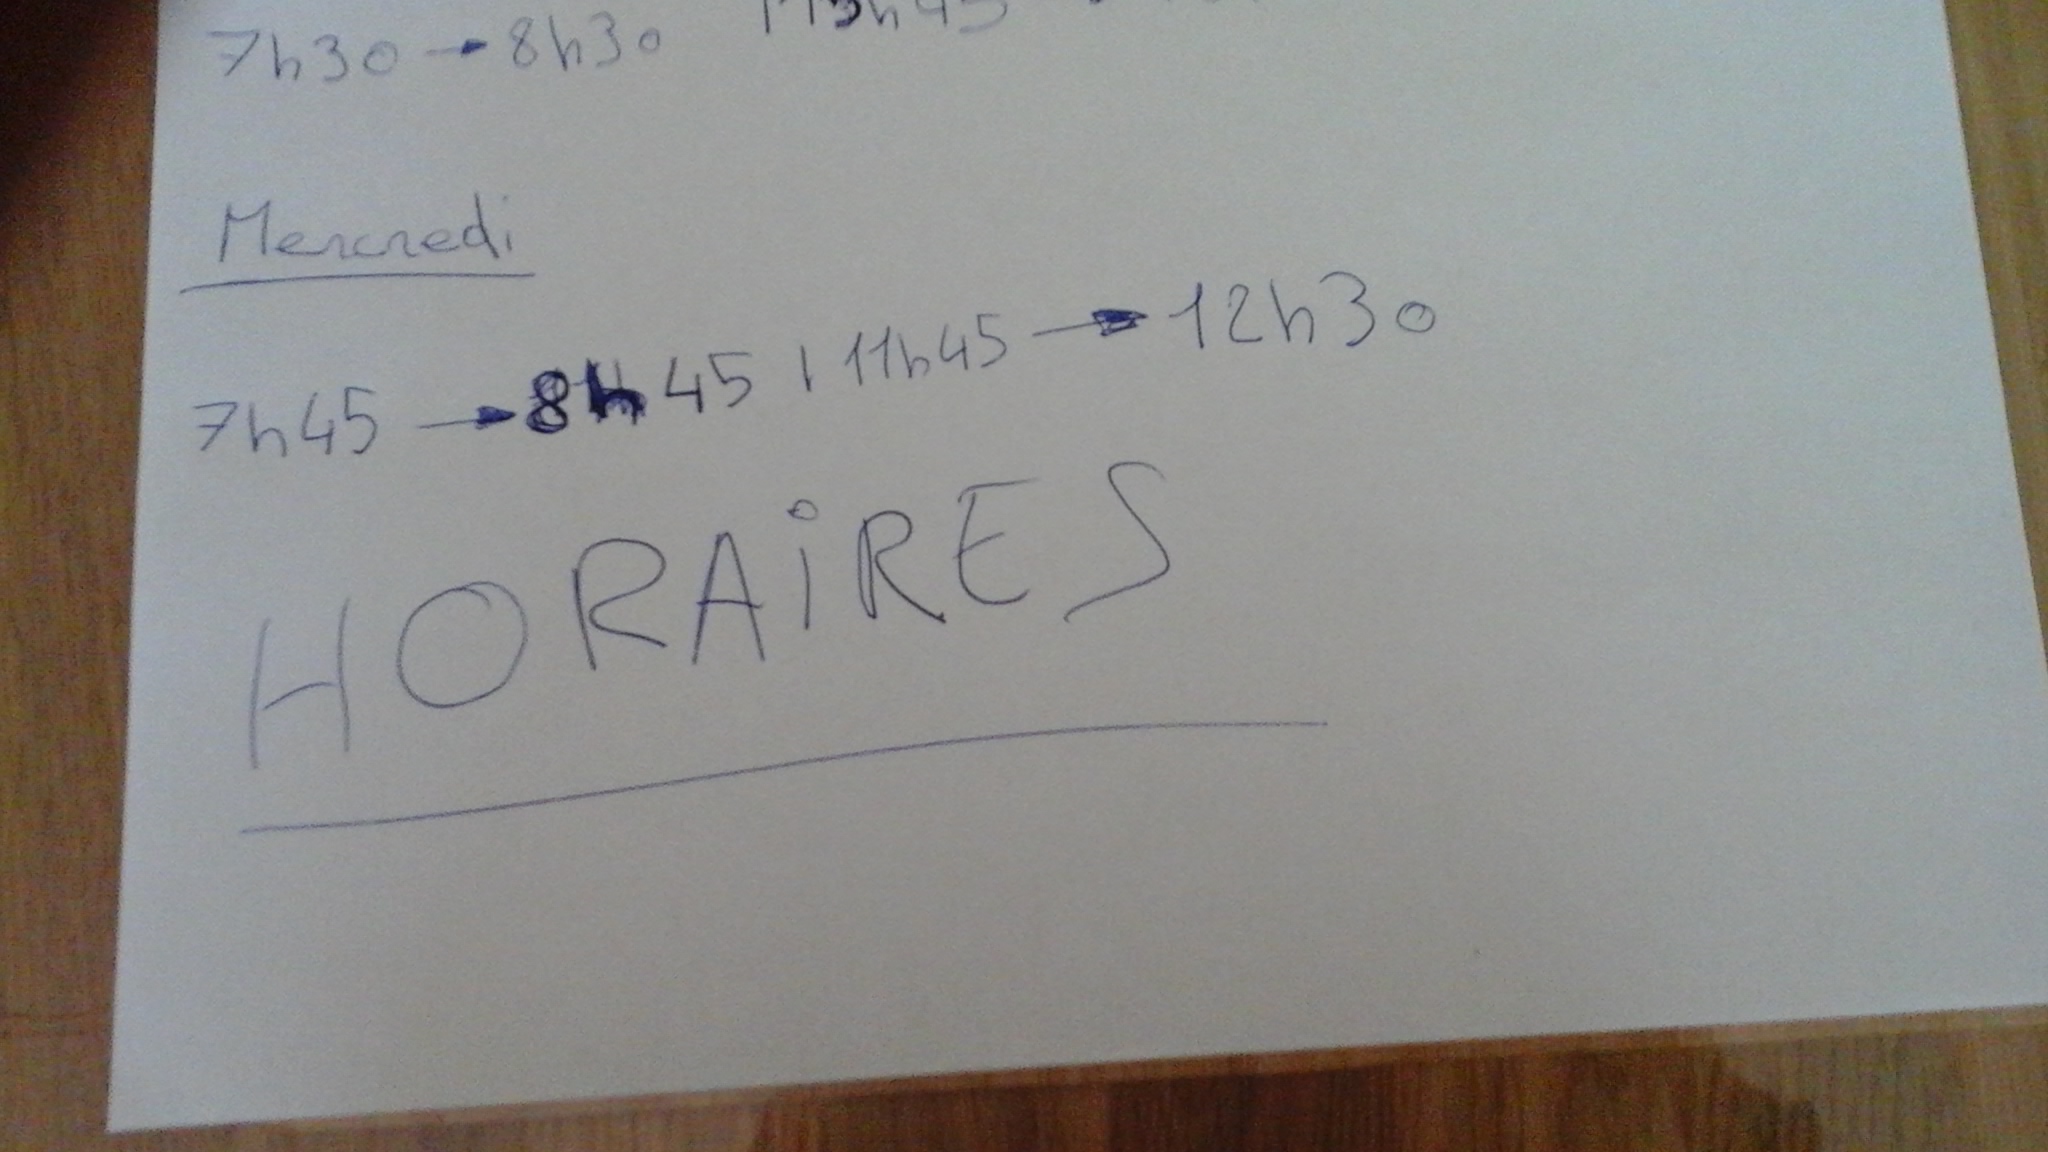 7h30 → 8h30
Mercredi
7h45 → 8h45 | 11h45 → 12h30
HORAiRES